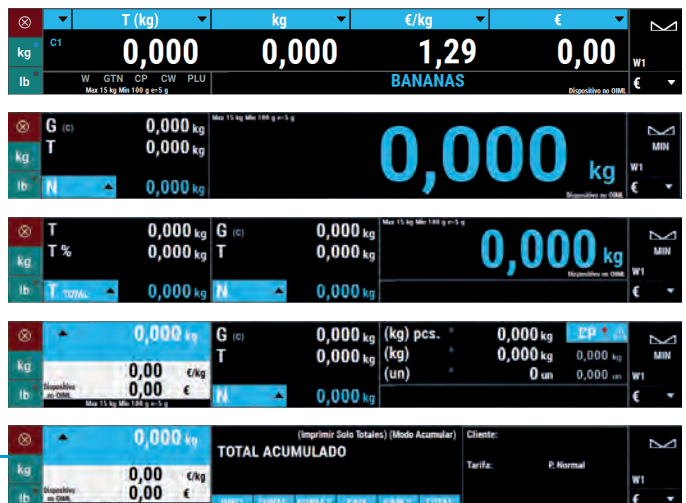 T (kg) kg €/kg €
kg C1 0,000 0,000 1,29 0,00 W1
lb W GTN CP CW PLU BANANAS €
Max 15 kg Min 100 g e=5 g Dispositivo no OIML
G (C) 0,000 kg Max 15 kg Min 100 g e=5 g
kg T 0,000 kg 0,000 kg MIN
W1
lb N 0,000 kg Dispositivo no OIML €
T 0,000 kg G (C) 0,000 kg Max 15 kg Min 100 g e=5 g
kg T % 0,000 kg T 0,000 kg 0,000 kg MIN
Dispositivo no OIML W1
lb T TOTAL 0,000 kg N 0,000 kg €
0,000 kg G (C) 0,000 kg (kg) pcs. 0,000 kg CP
kg 0,00 €/kg T 0,000 kg (kg) 0,000 kg 0,000 kg MIN
lb Dispositivo no OIML 0,00 € (un) 0 un 0,000 W1
Max 15 kg Min 100 g e=5 g N 0,000 kg €
0,000 kg (Imprimir Solo Totales) (Modo Acumular) Cliente:
TOTAL ACUMULADO
kg 0,00 €/kg Tarifa: P. Normal
lb Dispositivo no OIML 0,00 € W1
€